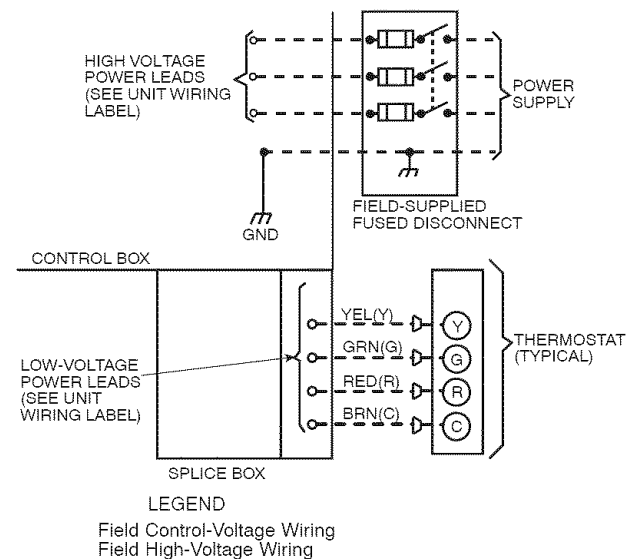 HIGH VOLTAGE
POWER LEADS
(SEE UNIT WIRING
LABEL)
POWER
SUPPLY
GND
FIELD-SUPPLIED
FUSED DISCONNECT
CONTROL BOX
YEL(Y)
Y
GRN(G)
G
RED(R)
R
BRN(C)
C
THERMOSTAT
(TYPICAL)
LOW-VOLTAGE
POWER LEADS
(SEE UNIT
WIRING LABEL)
SPLICE BOX
LEGEND
Field Control-Voltage Wiring
Field High-Voltage Wiring